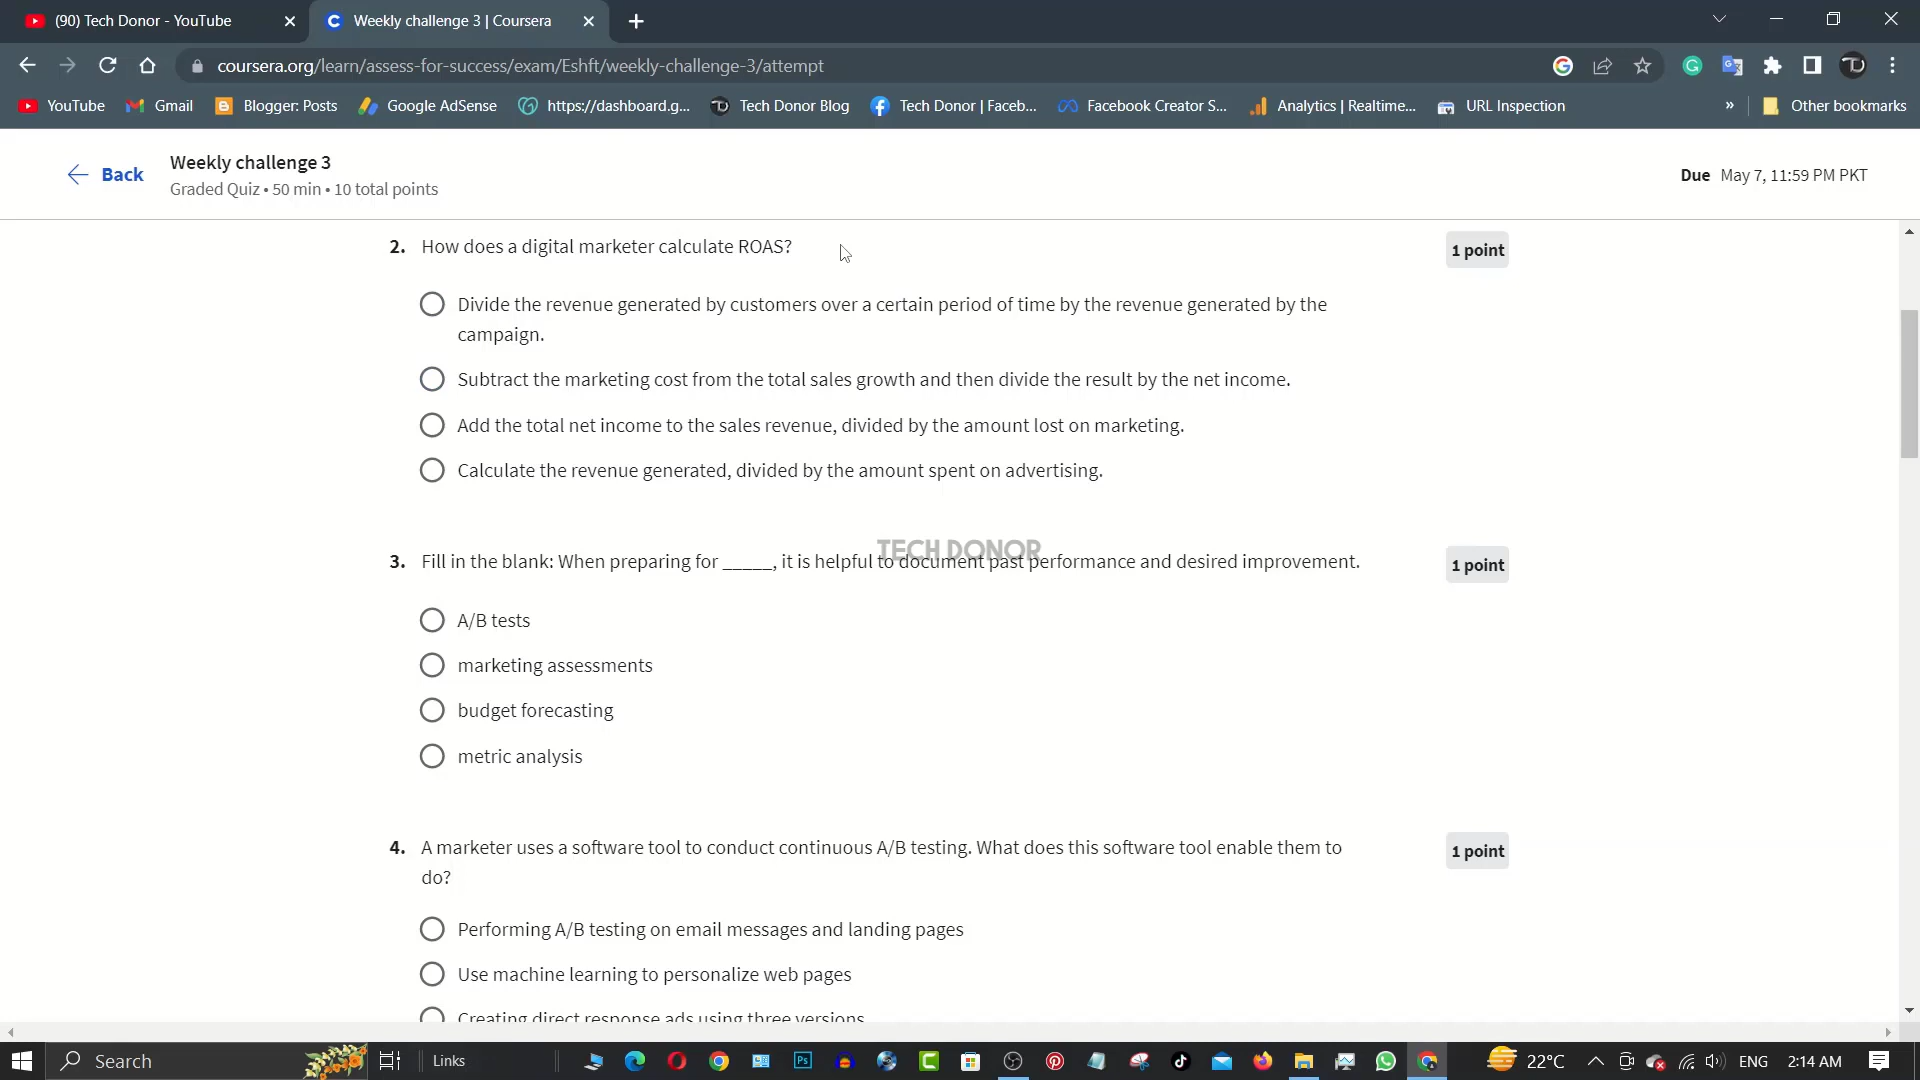 (90) Tech Donor - YouTube
Weekly challenge 3 | Coursera
coursera.org/learn/assess-for-success/exam/Eshft/weekly-challenge-3/attempt
YouTube
Gmail
Blogger: Posts
Google AdSense
https://dashboard.g...
Tech Donor Blog
Tech Donor | Faceb...
Facebook Creator S...
Analytics | Realtime...
URL Inspection
»
Other bookmarks
Back
Weekly challenge 3
Graded Quiz • 50 min • 10 total points
Due May 7, 11:59 PM PKT
2. How does a digital marketer calculate ROAS?
1 point
Divide the revenue generated by customers over a certain period of time by the revenue generated by the
campaign.
Subtract the marketing cost from the total sales growth and then divide the result by the net income.
Add the total net income to the sales revenue, divided by the amount lost on marketing.
Calculate the revenue generated, divided by the amount spent on advertising.
TECH DONOR
3. Fill in the blank: When preparing for _____, it is helpful to document past performance and desired improvement.
1 point
A/B tests
marketing assessments
budget forecasting
metric analysis
4. A marketer uses a software tool to conduct continuous A/B testing. What does this software tool enable them to
do?
1 point
Performing A/B testing on email messages and landing pages
Use machine learning to personalize web pages
Creating direct response ads using three versions
Search
Links
22°C
ENG
2:14 AM